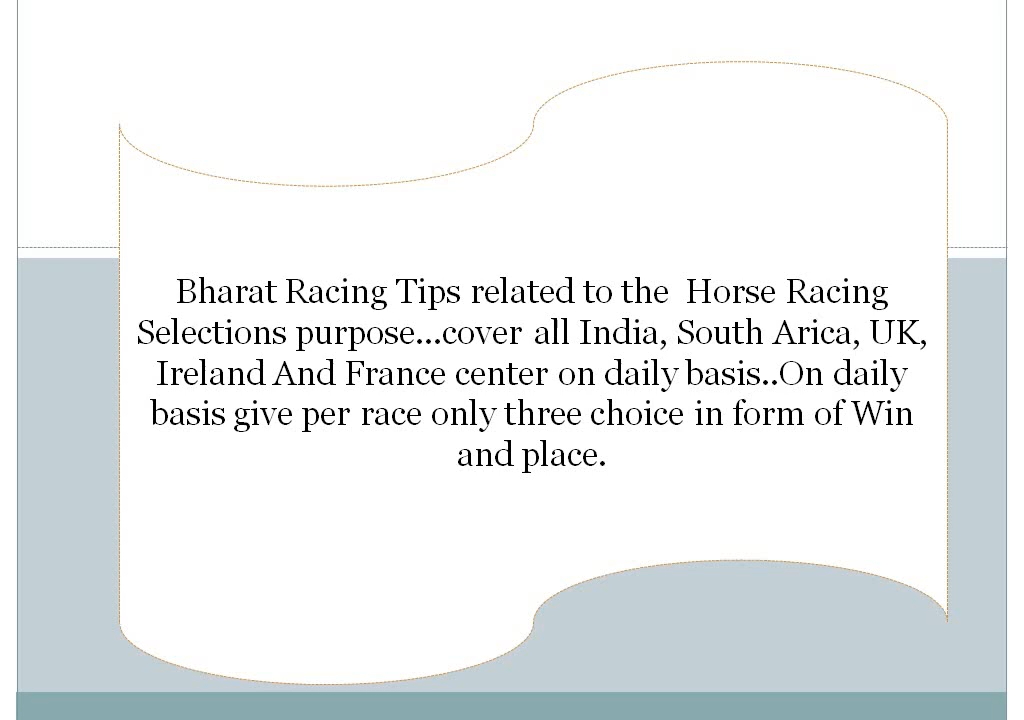 Bharat Racing Tips related to the  Horse Racing
Selections purpose...cover all India, South Arica, UK,
Ireland And France center on daily basis..On daily
basis give per race only three choice in form of Win
and place.